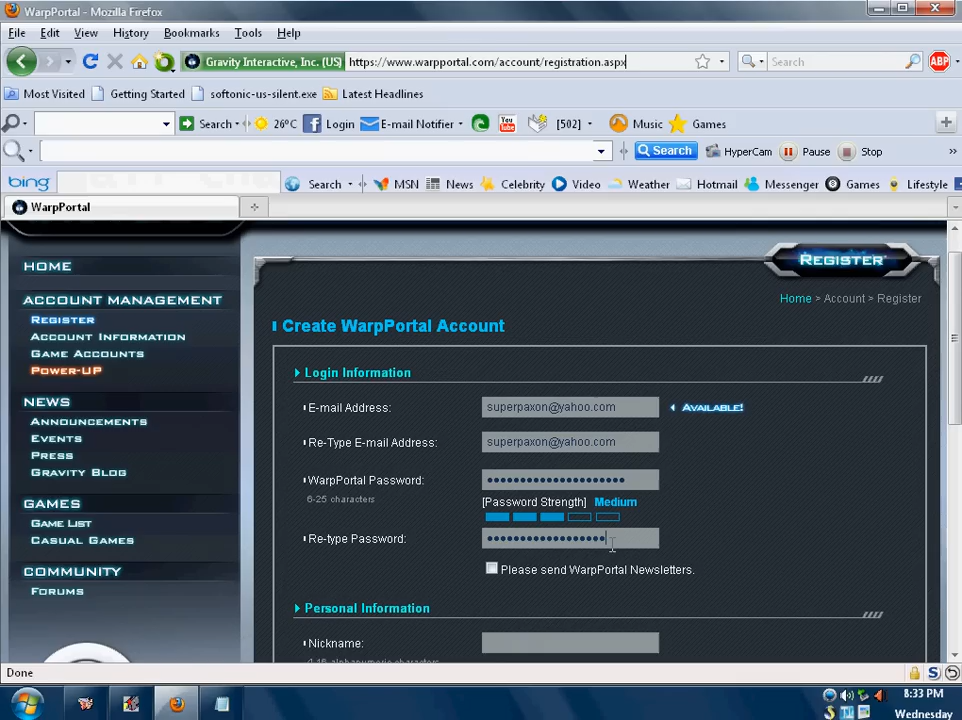 WarpPortal - Mozilla Firefox
File Edit View History Bookmarks Tools Help
Gravity Interactive, Inc. (US) https://www.warpportal.com/account/registration.aspx Search ABP
Most Visited Getting Started softonic-us-silent.exe Latest Headlines
Search 26°C Login E-mail Notifier You Tube [502] Music Games
Search HyperCam Pause Stop »
bing Search MSN News Celebrity Video Weather Hotmail Messenger Games Lifestyle
WarpPortal
REGISTER
HOME
Home > Account > Register
ACCOUNT MANAGEMENT
REGISTER
ACCOUNT INFORMATION
GAME ACCOUNTS
POWER-UP
NEWS
ANNOUNCEMENTS
EVENTS
PRESS
GRAVITY BLOG
GAMES
GAME LIST
CASUAL GAMES
COMMUNITY
FORUMS
Create WarpPortal Account
Login Information
E-mail Address: superpaxon@yahoo.com AVAILABLE!
Re-Type E-mail Address: superpaxon@yahoo.com
WarpPortal Password: •••••••••••••••••••••
6-25 characters
[Password Strength] Medium
Re-type Password: ••••••••••••••••••
Please send WarpPortal Newsletters.
Personal Information
Nickname:
Done
8:33 PM
Wednesday